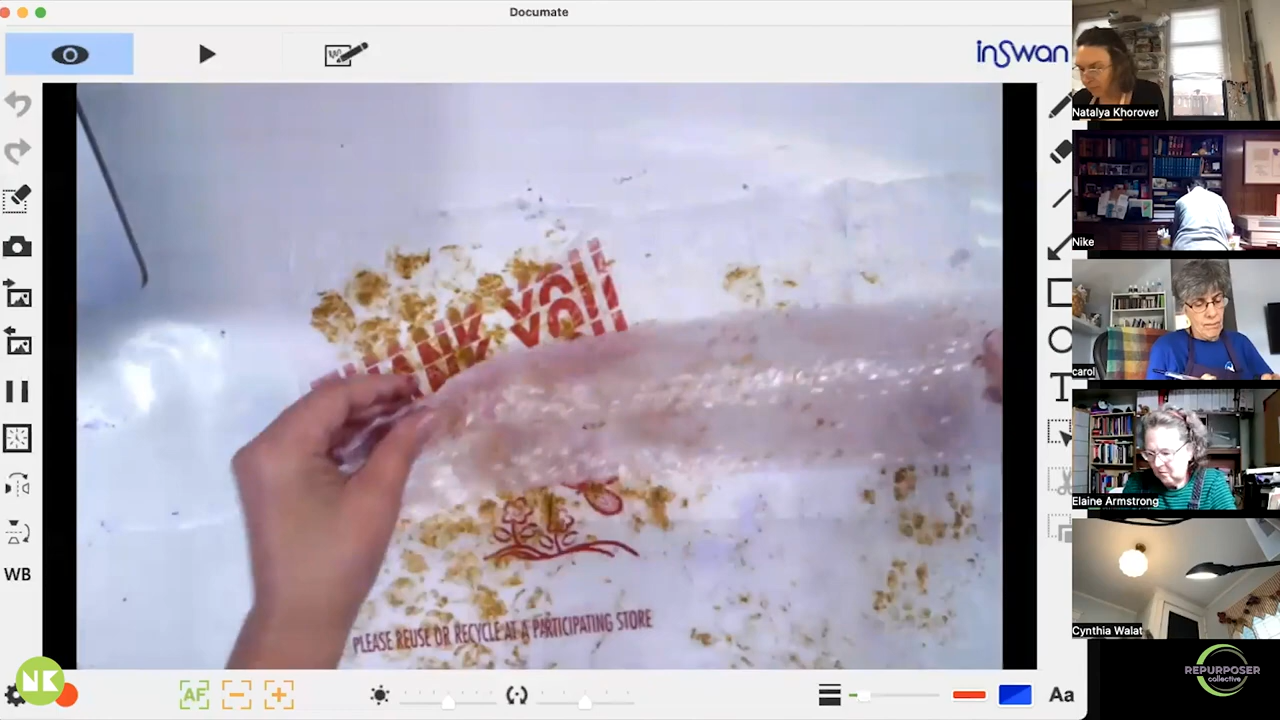 Documate
inSwan
Natalya Khorover
Nike
carol
THANK YOU!
T
Elaine Armstrong
WB
Cynthia Walat
PLEASE REUSE OR RECYCLE AT A PARTICIPATING STORE
NK
AF
Aa
REPURPOSER
collective